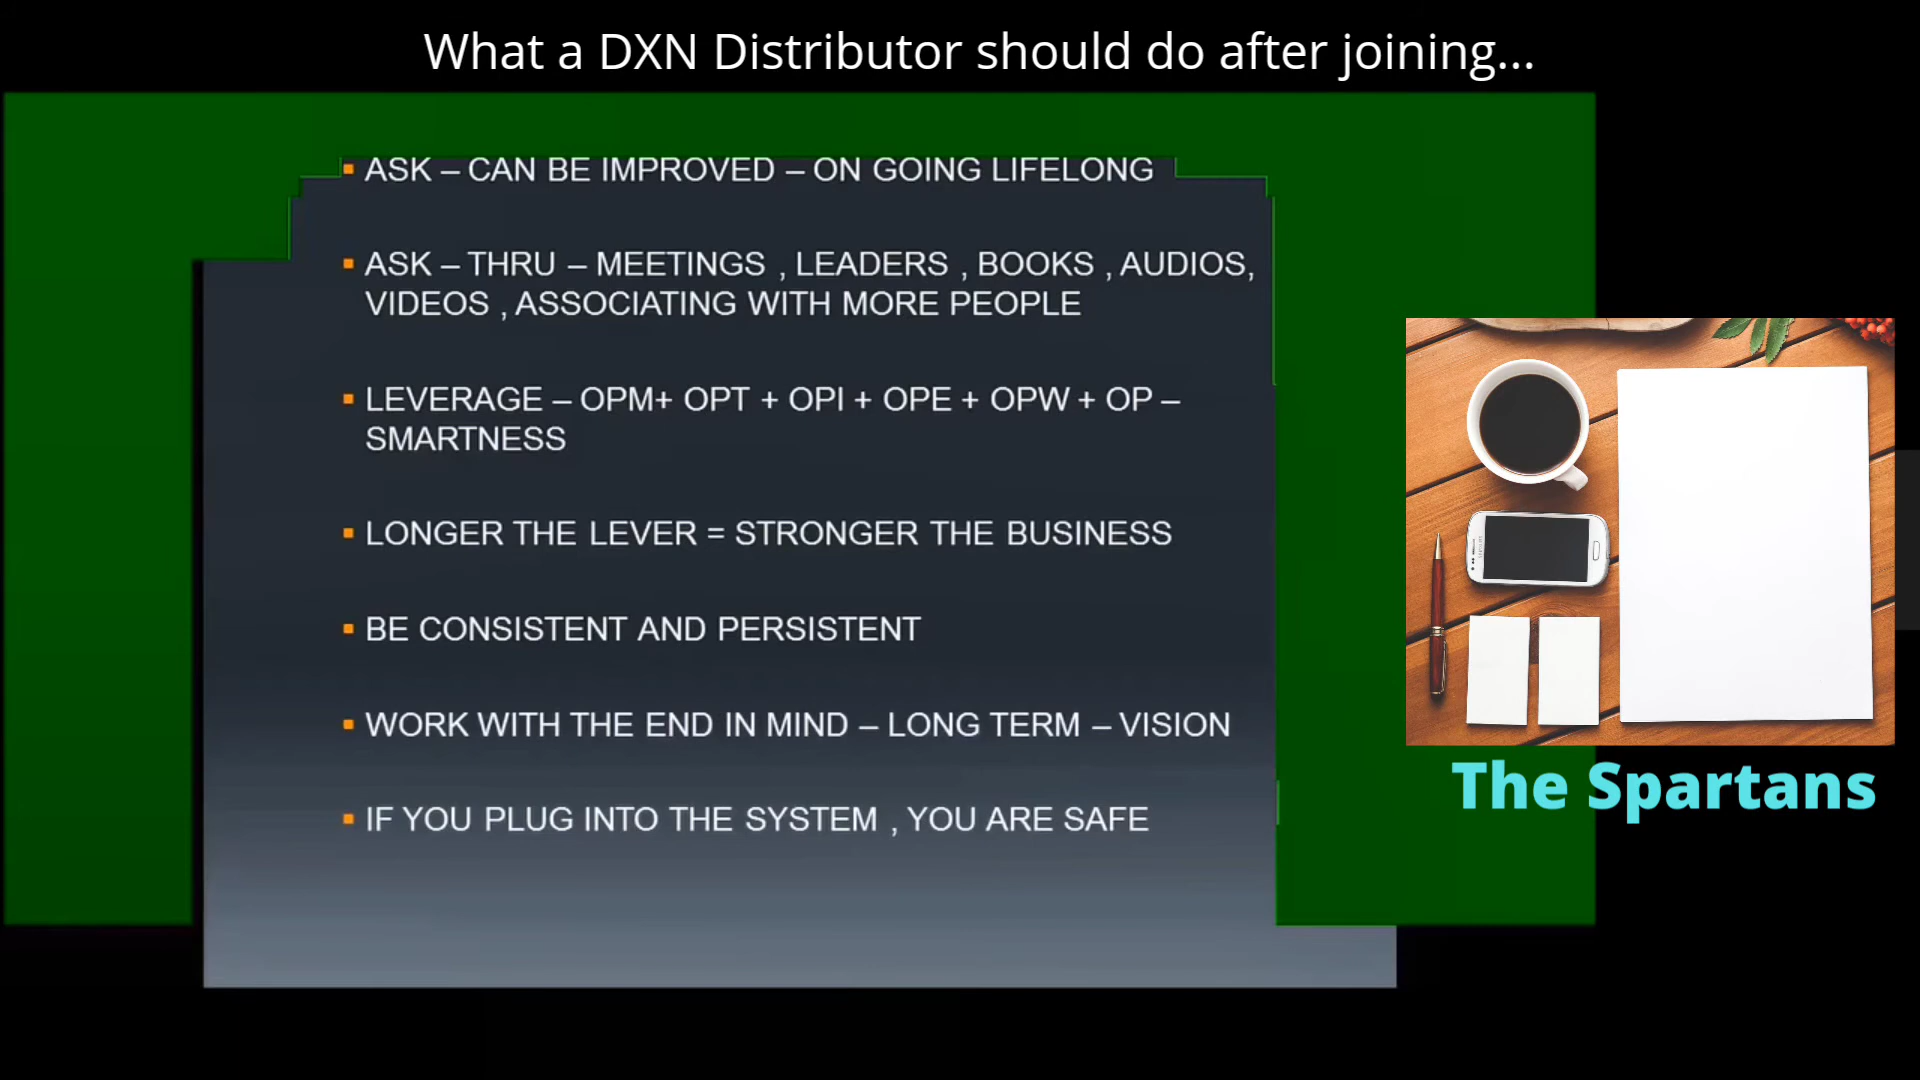 What a DXN Distributor should do after joining...
ASK – CAN BE IMPROVED – ON GOING LIFELONG
ASK – THRU – MEETINGS , LEADERS , BOOKS , AUDIOS,
VIDEOS , ASSOCIATING WITH MORE PEOPLE
LEVERAGE – OPM+ OPT + OPI + OPE + OPW + OP –
SMARTNESS
LONGER THE LEVER = STRONGER THE BUSINESS
BE CONSISTENT AND PERSISTENT
WORK WITH THE END IN MIND – LONG TERM – VISION
IF YOU PLUG INTO THE SYSTEM , YOU ARE SAFE
The Spartans